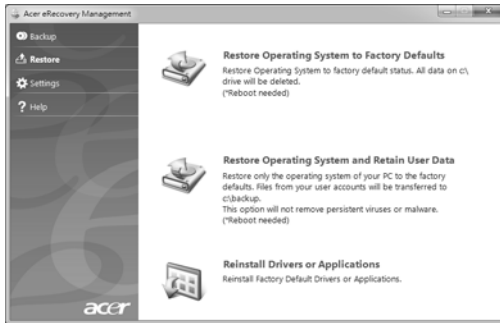 Acer eRecovery Management
Backup
Restore
Settings
Help
Restore Operating System to Factory Defaults
Restore Operating System to factory default status. All data on c:\
drive will be deleted.
(*Reboot needed)
Restore Operating System and Retain User Data
Restore only the operating system of your PC to the factory
defaults. Files from your user accounts will be transferred to
c:\backup.
This option will not remove persistent viruses or malware.
(*Reboot needed)
Reinstall Drivers or Applications
Reinstall Factory Default Drivers or Applications.
acer